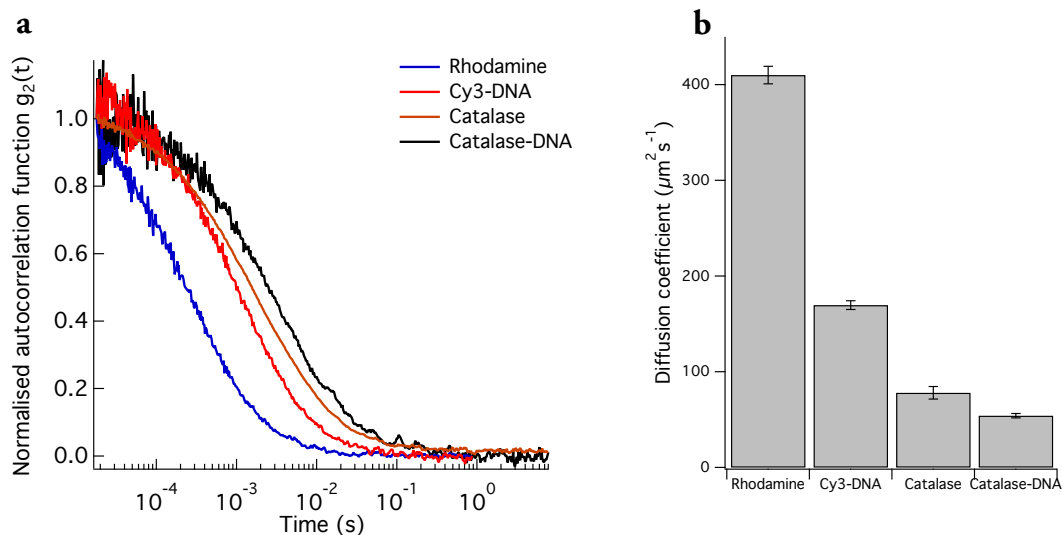 a
Normalised autocorrelation function g₂(t)
1.0
0.8
0.6
0.4
0.2
0.0
Rhodamine
Cy3-DNA
Catalase
Catalase-DNA
10⁻⁴
10⁻³
10⁻²
10⁻¹
10⁰
Time (s)
b
Diffusion coefficient (µm²s⁻¹)
400
300
200
100
0
Rhodamine
Cy3-DNA
Catalase
Catalase-DNA